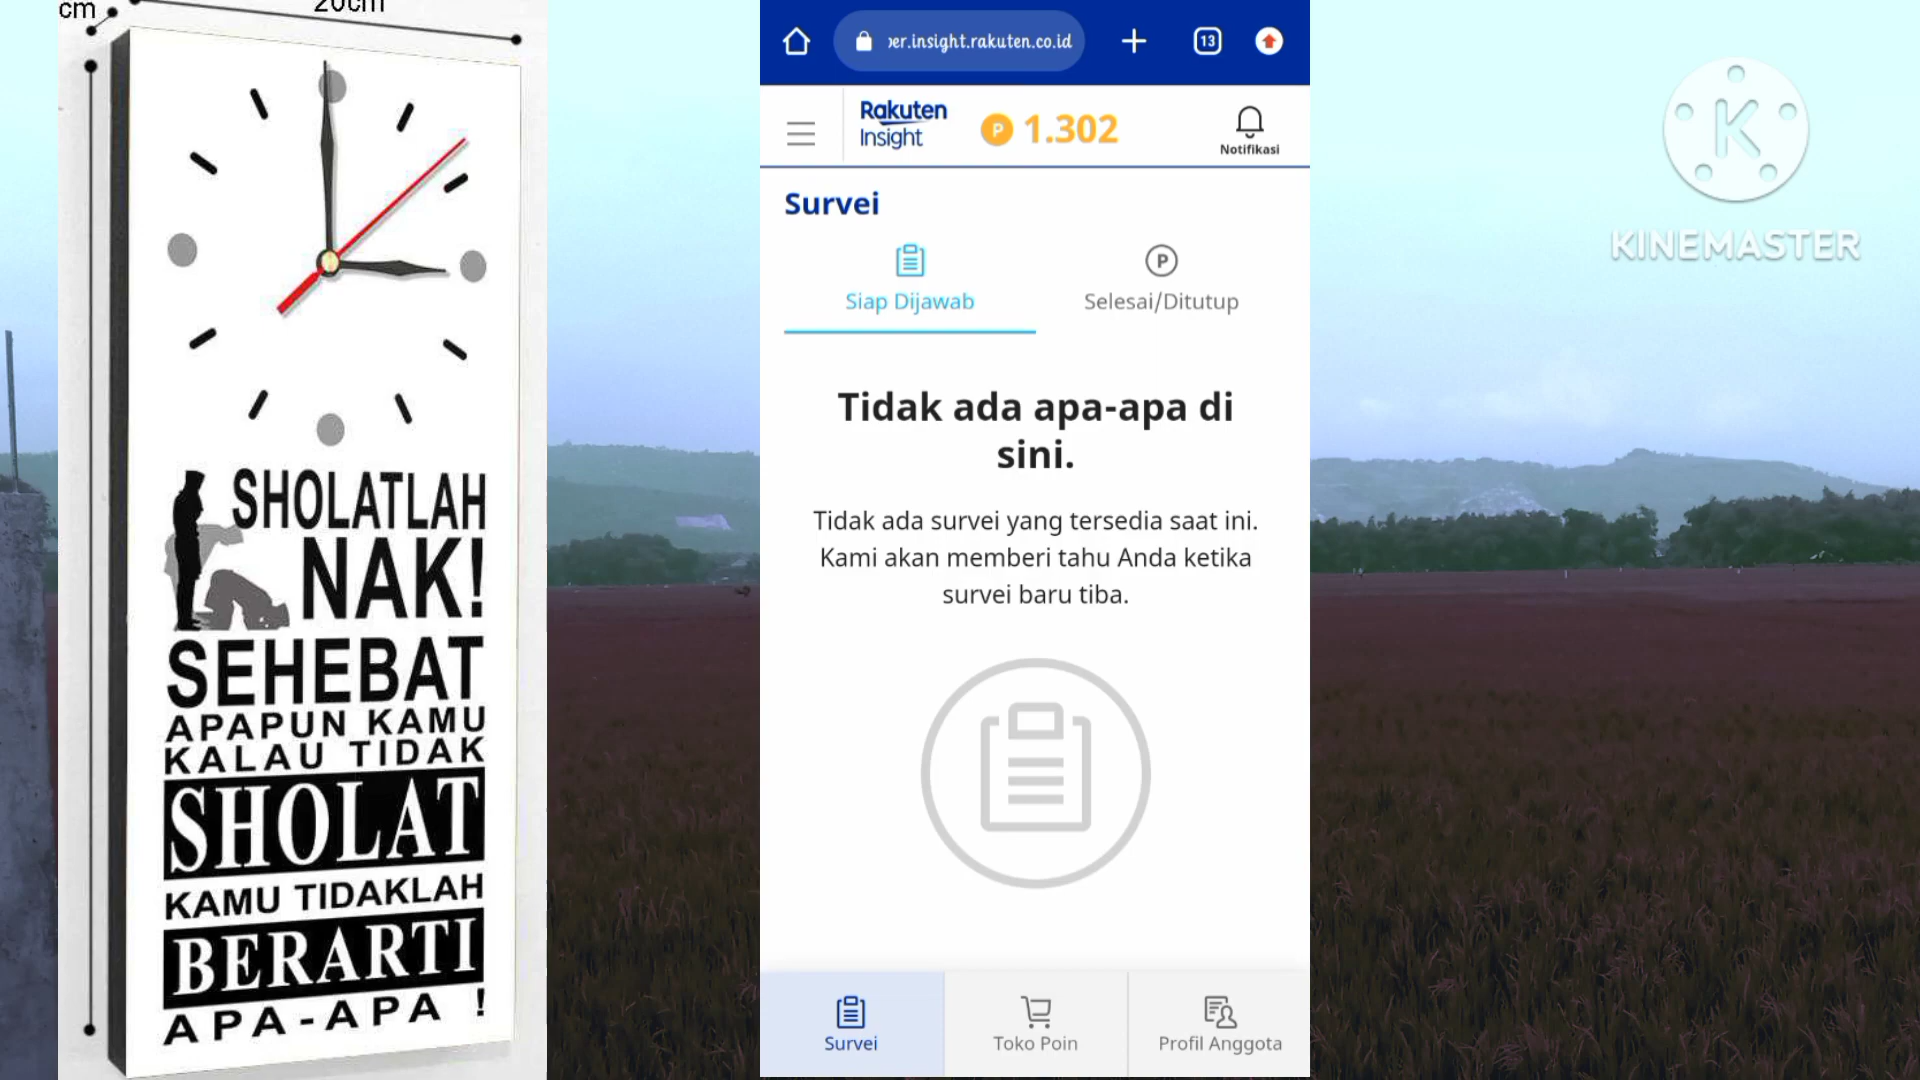 cm
20cm
SHOLATLAH
NAK!
SEHEBAT
APAPUN KAMU
KALAU TIDAK
SHOLAT
KAMU TIDAKLAH
BERARTI
APA-APA !
er.insight.rakuten.co.id
13
Rakuten
Insight
P 1.302
Notifikasi
Survei
P
Siap Dijawab
Selesai/Ditutup
Tidak ada apa-apa di
sini.
Tidak ada survei yang tersedia saat ini.
Kami akan memberi tahu Anda ketika
survei baru tiba.
Survei
Toko Poin
Profil Anggota
K
KINEMASTER